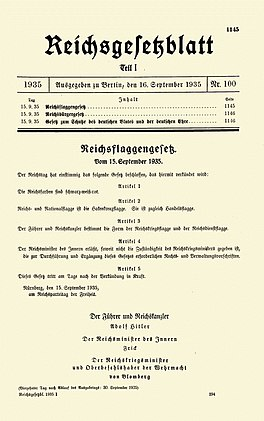 1145
Reichsgesetzblatt
Teil I
1935 Ausgegeben zu Berlin, den 16. September 1935 Nr. 100
Tag Inhalt Seite
15. 9. 35 Reichsflaggengesetz 1145
15. 9. 35 Reichsbürgergesetz 1146
15. 9. 35 Gesetz zum Schutze des deutschen Blutes und der deutschen Ehre 1146
Reichsflaggengesetz.
Vom 15. September 1935.
Der Reichstag hat einstimmig das folgende Gesetz beschlossen, das hiermit verkündet wird:
Artikel 1
Die Reichsfarben sind schwarz-weiß-rot.
Artikel 2
Reichs- und Nationalflagge ist die Hakenkreuzflagge. Sie ist zugleich Handelsflagge.
Artikel 3
Der Führer und Reichskanzler bestimmt die Form der Reichskriegsflagge und der Reichsdienstflagge.
Artikel 4
Der Reichsminister des Innern erläßt, soweit nicht die Zuständigkeit des Reichskriegsministers gegeben ist,
die zur Durchführung und Ergänzung dieses Gesetzes erforderlichen Rechts- und Verwaltungsvorschriften.
Artikel 5
Dieses Gesetz tritt am Tage nach der Verkündung in Kraft.
Nürnberg, den 15. September 1935,
am Reichsparteitag der Freiheit.
Der Führer und Reichskanzler
Adolf Hitler
Der Reichsminister des Innern
Frick
Der Reichskriegsminister
und Oberbefehlshaber der Wehrmacht
von Blomberg
(Vierzehnter Tag nach Ablauf des Ausgabetags: 30. September 1935)
Reichsgesetzbl. 1935 I 294